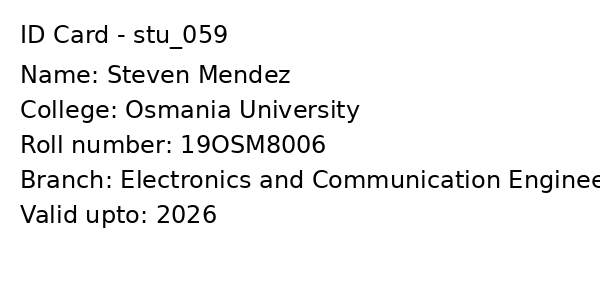 ID Card - stu_059
Name: Steven Mendez
College: Osmania University
Roll number: 19OSM8006
Branch: Electronics and Communication Enginee
Valid upto: 2026